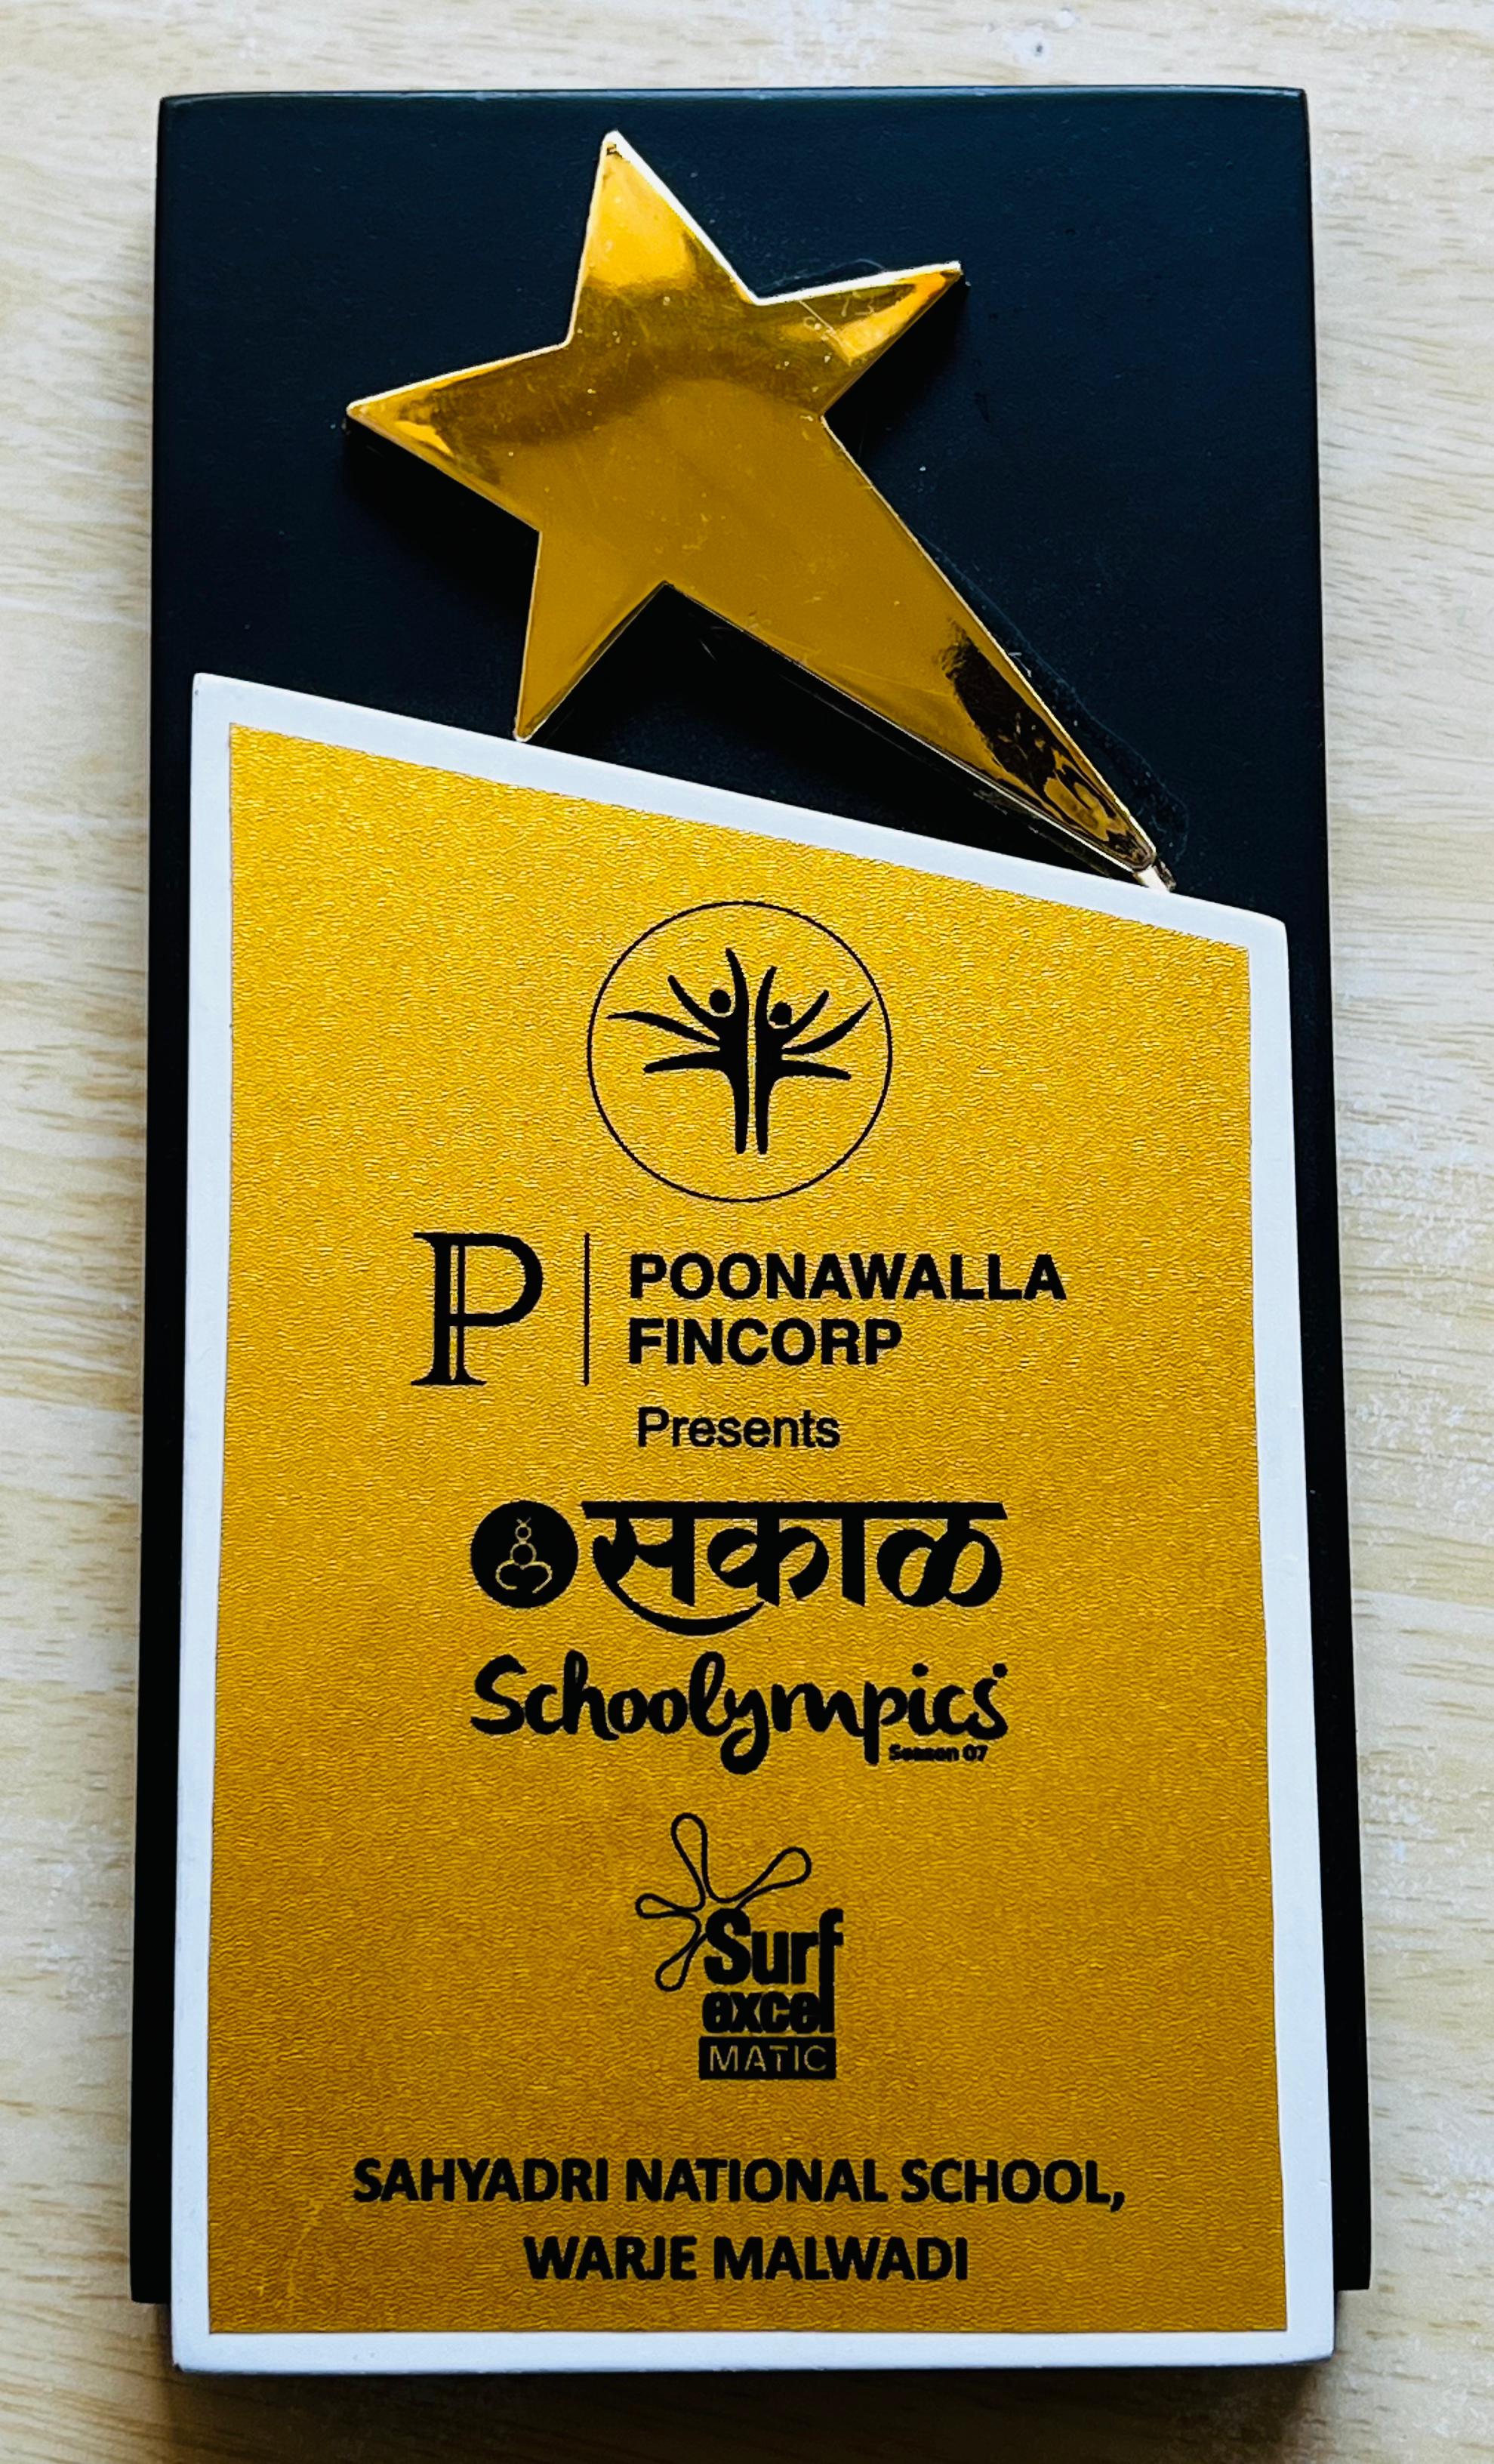 P
POONAWALLA
FINCORP
Presents
सकाळ
Schoolympics
Season 07
Surf
excel
MATIC
SAHYADRI NATIONAL SCHOOL,
WARJE MALWADI